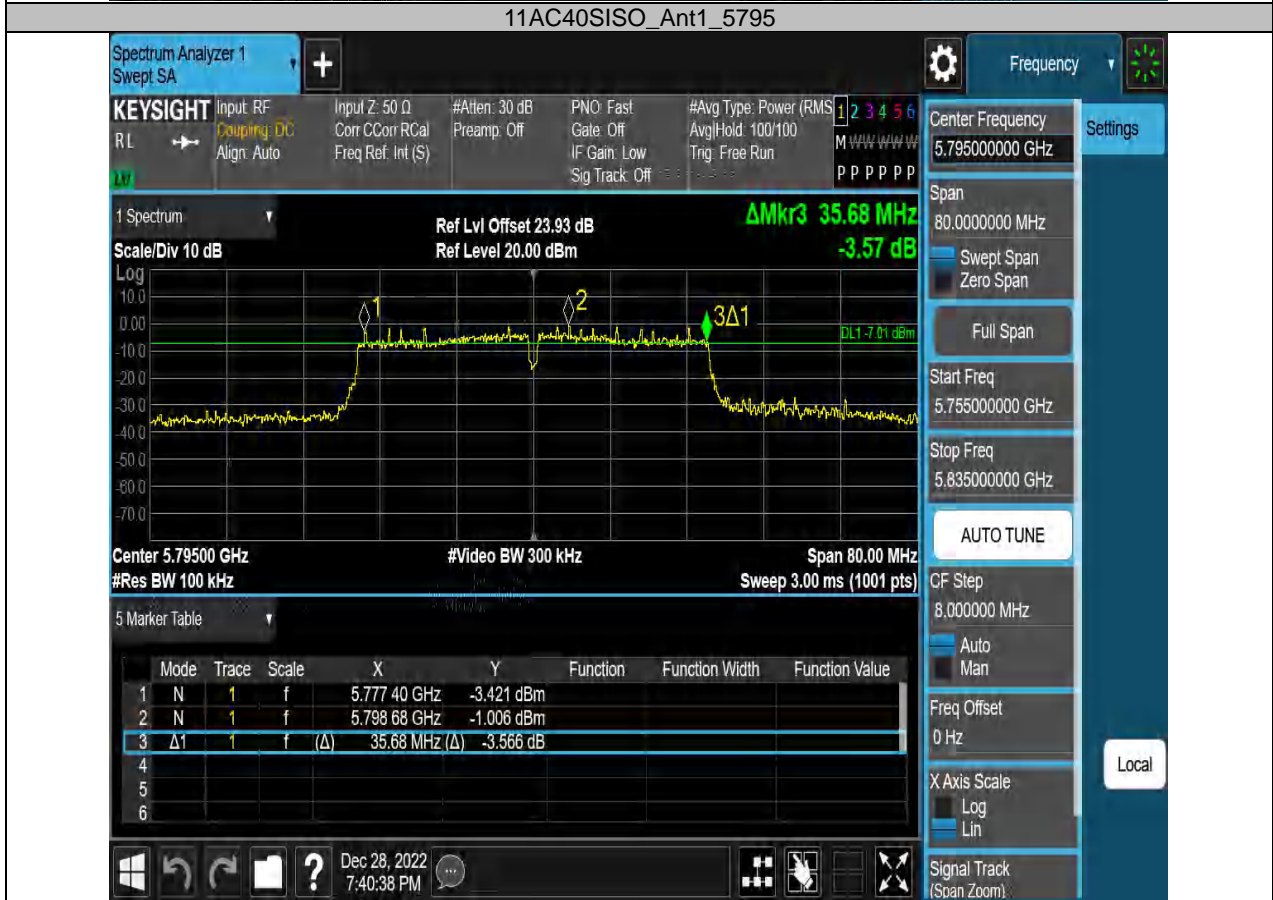 11AC40SISO_Ant1_5795
Spectrum Analyzer 1
Swept SA
+
Frequency
KEYSIGHT
RL
LXI
Input: RF
Coupling: DC
Align: Auto
Input Z: 50 Ω
Corr CCorr RCal
Freq Ref: Int (S)
#Atten: 30 dB
Preamp: Off
PNO: Fast
Gate: Off
IF Gain: Low
Sig Track: Off
#Avg Type: Power (RMS
Avg|Hold: 100/100
Trig: Free Run
1 2 3 4 5 6
M W W W W W
P P P P P P
Center Frequency
5.795000000 GHz
Settings
Span
80.0000000 MHz
Swept Span
Zero Span
Full Span
Start Freq
5.755000000 GHz
Stop Freq
5.835000000 GHz
AUTO TUNE
CF Step
8.000000 MHz
Auto
Man
Freq Offset
0 Hz
X Axis Scale
Log
Lin
Signal Track
(Span Zoom)
Local
1 Spectrum
Scale/Div 10 dB
Ref Lvl Offset 23.93 dB
Ref Level 20.00 dBm
ΔMkr3 35.68 MHz
-3.57 dB
Log
10.0
0.00
-10.0
-20.0
-30.0
-40.0
-50.0
-60.0
-70.0
1
2
3Δ1
DL1 -7.01 dBm
Center 5.79500 GHz
#Res BW 100 kHz
#Video BW 300 kHz
Span 80.00 MHz
Sweep 3.00 ms (1001 pts)
5 Marker Table
Mode Trace Scale X Y Function Function Width Function Value
1 N 1 f 5.777 40 GHz -3.421 dBm
2 N 1 f 5.798 68 GHz -1.006 dBm
3 Δ1 1 f (Δ) 35.68 MHz (Δ) -3.566 dB
4
5
6
?
Dec 28, 2022
7:40:38 PM